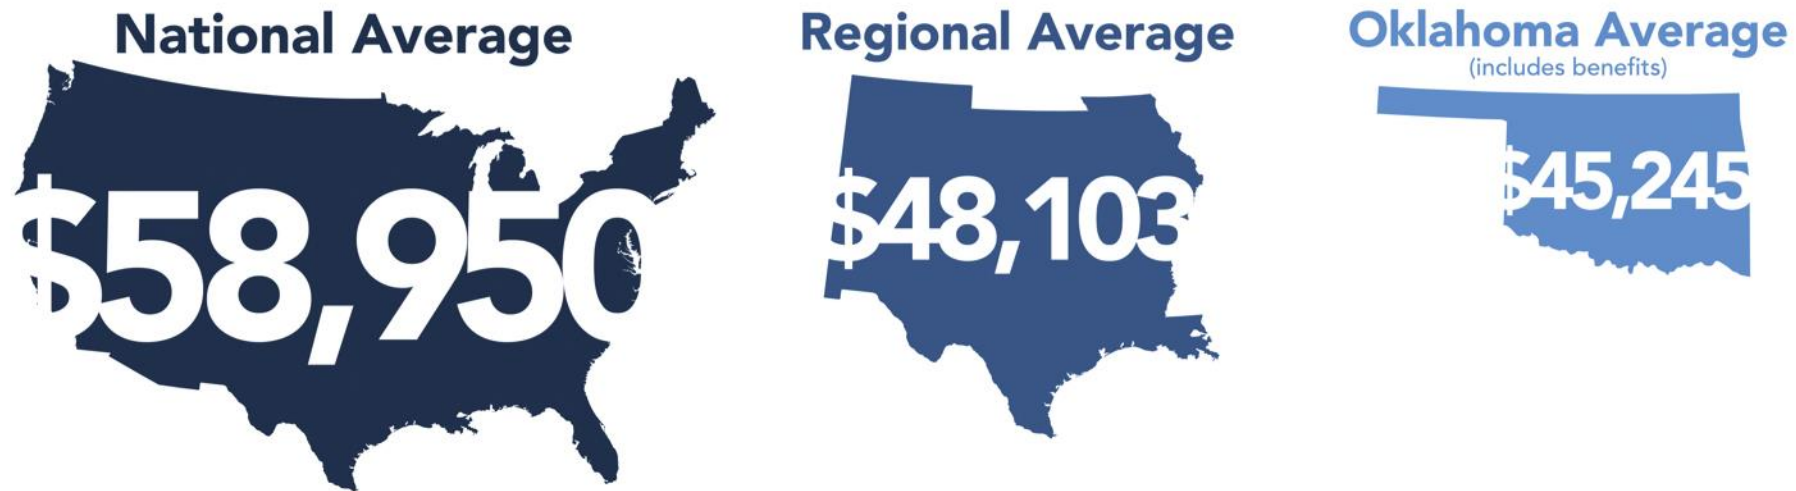 National Average
$58,950
Regional Average
$48,103
Oklahoma Average
(includes benefits)
$45,245